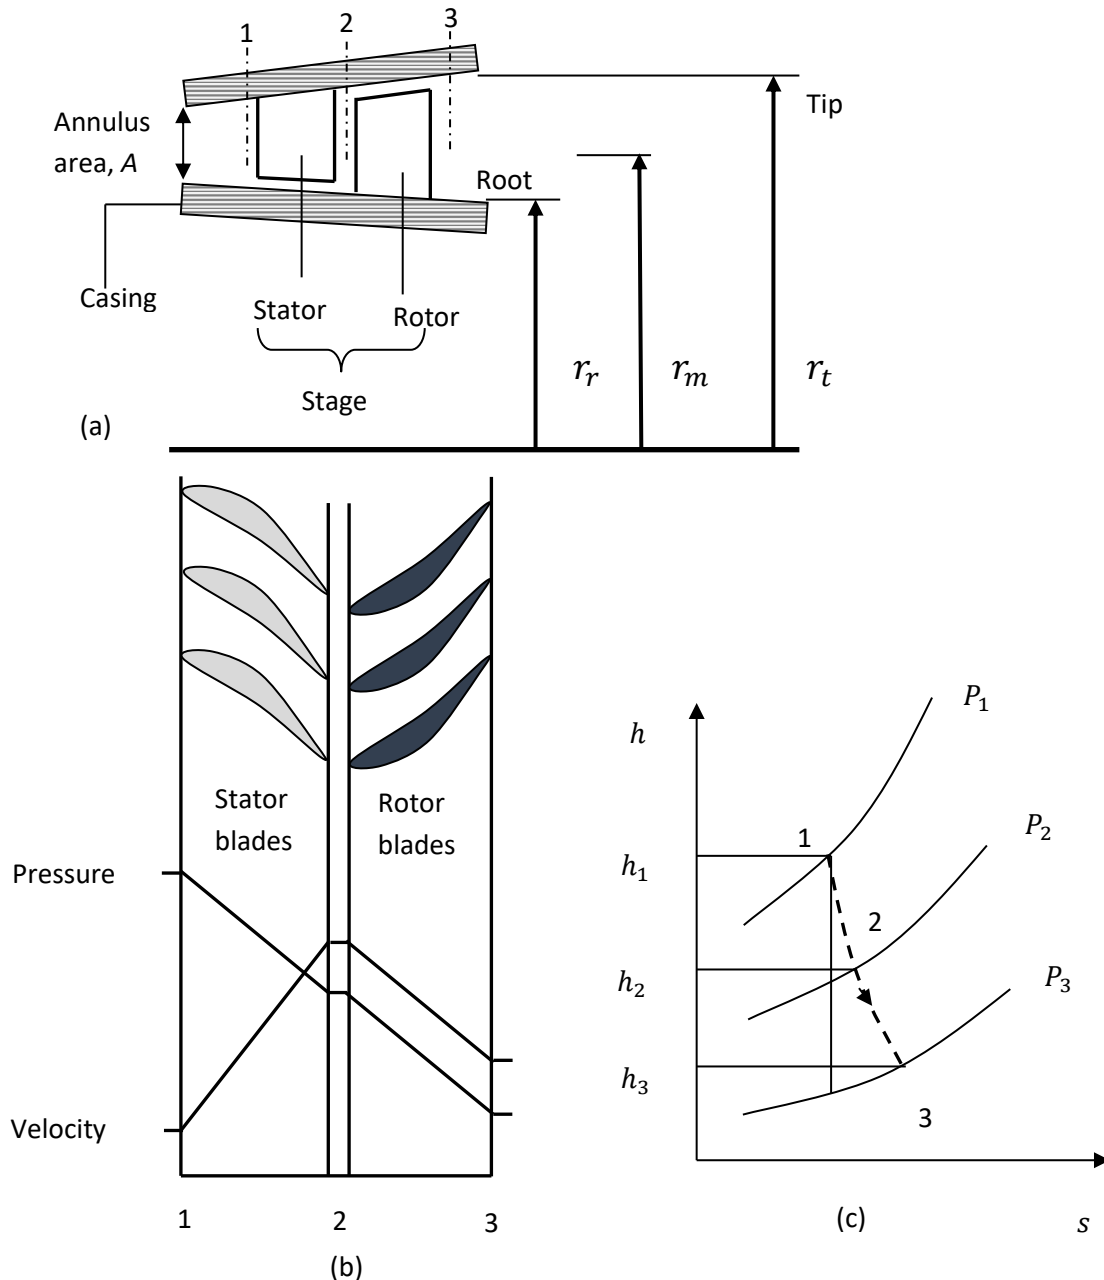 1 2 3
Annulus
area, A
Tip
Root
Casing
Stator Rotor
Stage
r_r r_m r_t
(a)
Stator
blades
Rotor
blades
Pressure
Velocity
1 2 3
(b)
h
P_1
1
h_1
P_2
2
h_2
P_3
h_3
3
s
(c)